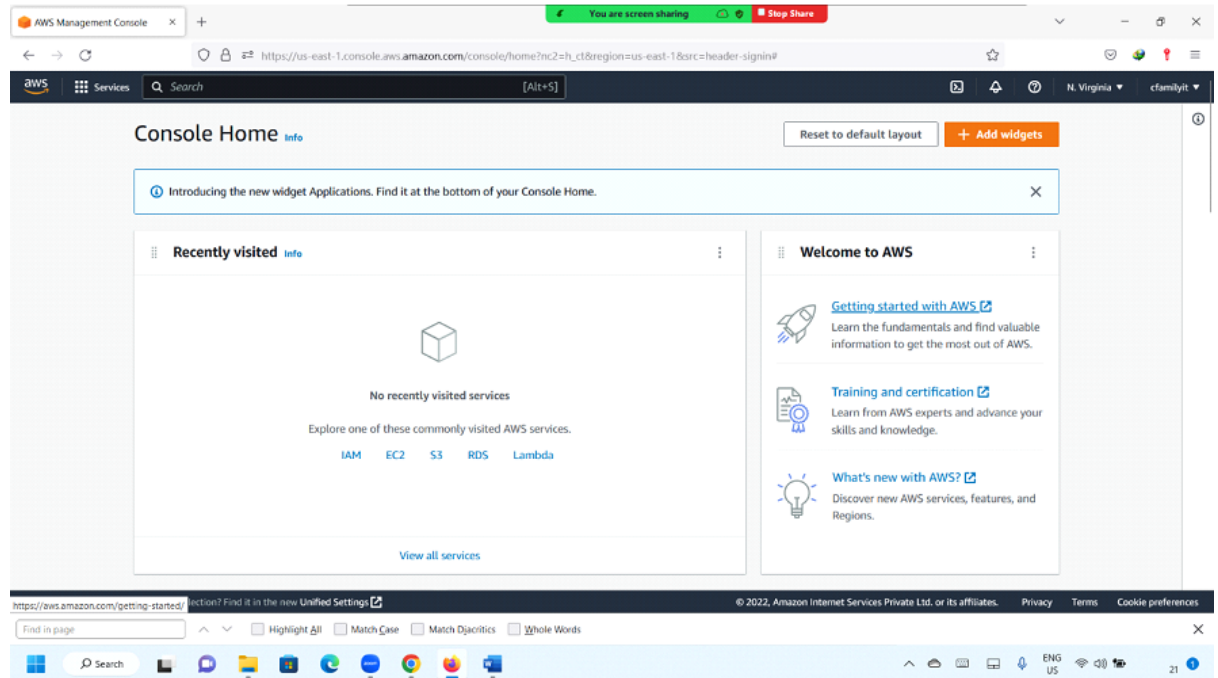 AWS Management Console
You are screen sharing
Stop Share
https://us-east-1.console.aws.amazon.com/console/home?nc2=h_ct&region=us-east-1&src=header-signin#
aws
Services
Search
[Alt+S]
N. Virginia
cfamilyit
Console Home Info
Reset to default layout
+ Add widgets
Introducing the new widget Applications. Find it at the bottom of your Console Home.
Recently visited Info
No recently visited services
Explore one of these commonly visited AWS services.
IAM EC2 S3 RDS Lambda
View all services
Welcome to AWS
Getting started with AWS
Learn the fundamentals and find valuable
information to get the most out of AWS.
Training and certification
Learn from AWS experts and advance your
skills and knowledge.
What's new with AWS?
Discover new AWS services, features, and
Regions.
https://aws.amazon.com/getting-started/
lection? Find it in the new Unified Settings
© 2022, Amazon Internet Services Private Ltd. or its affiliates.
Privacy
Terms
Cookie preferences
Find in page
Highlight All
Match Case
Match Diacritics
Whole Words
Search
ENG
US
21
1